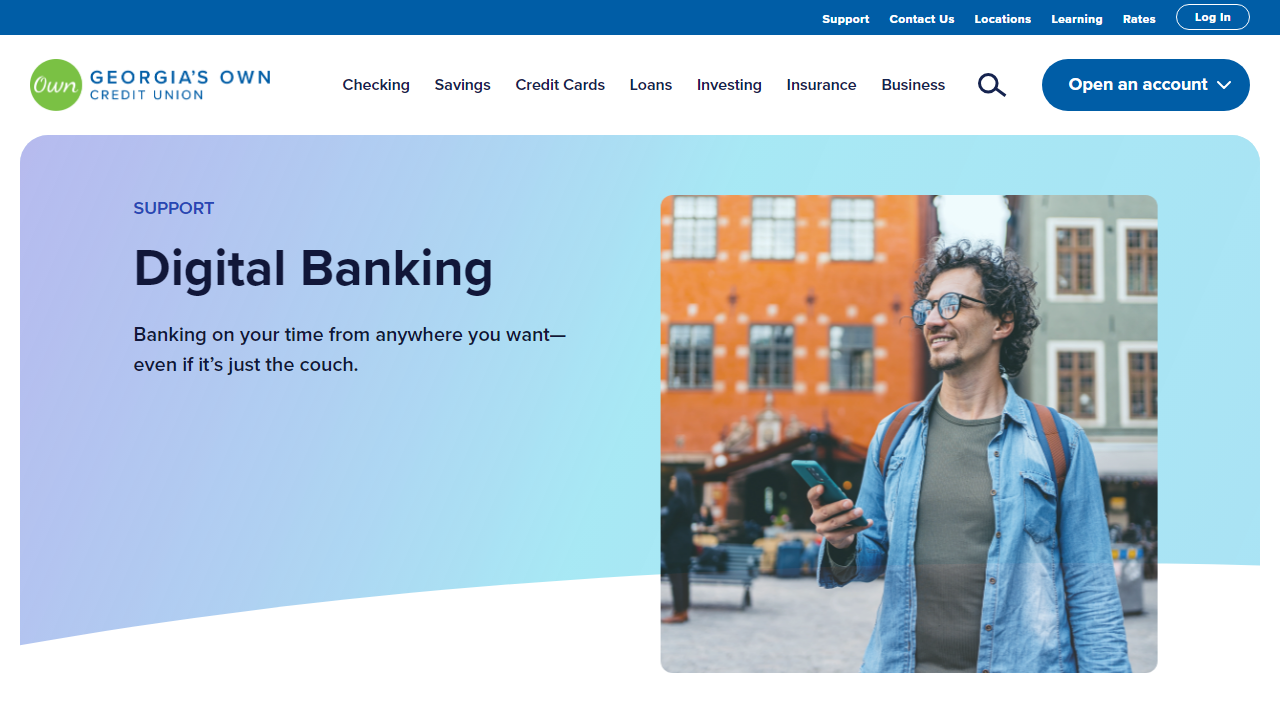 Support Contact Us Locations Learning Rates Log In
Own GEORGIA'S OWN
CREDIT UNION
Checking Savings Credit Cards Loans Investing Insurance Business Open an account
SUPPORT
Digital Banking
Banking on your time from anywhere you want—
even if it’s just the couch.